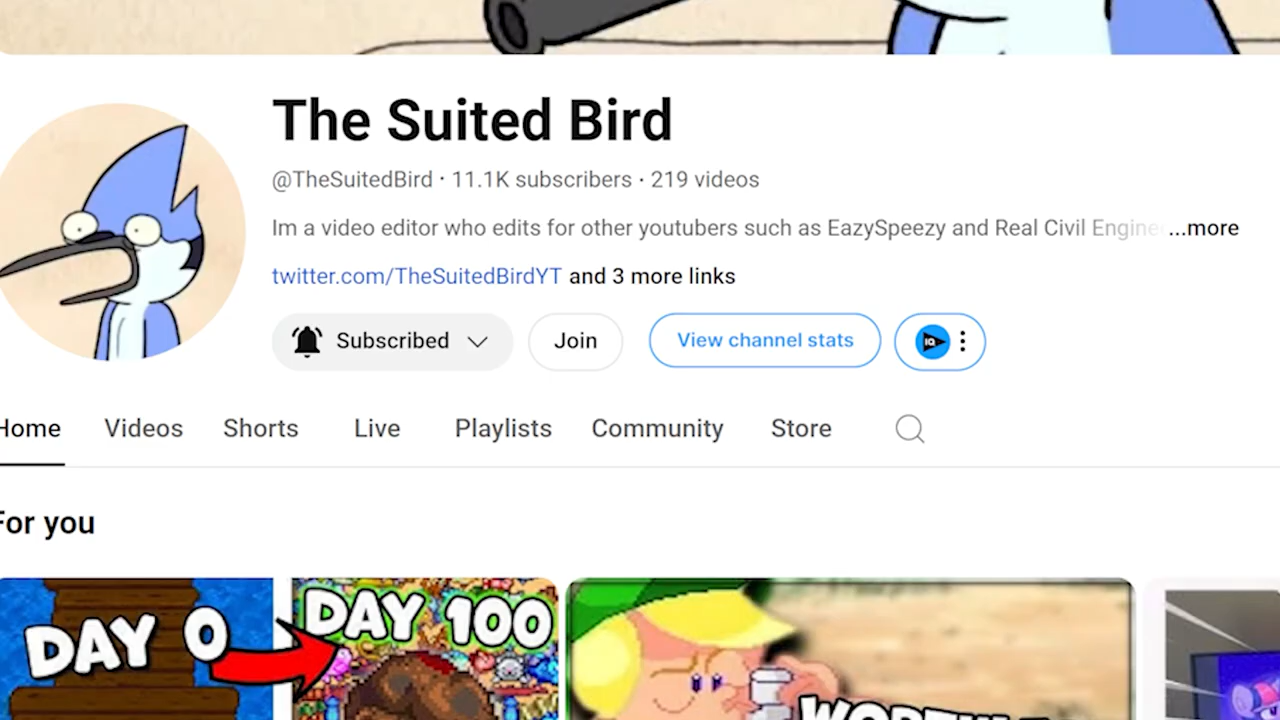 The Suited Bird
@TheSuitedBird · 11.1K subscribers · 219 videos
Im a video editor who edits for other youtubers such as EazySpeezy and Real Civil Engine ...more
twitter.com/TheSuitedBirdYT and 3 more links
Subscribed Join View channel stats IQ
Home Videos Shorts Live Playlists Community Store
For you
DAY 0 DAY 100